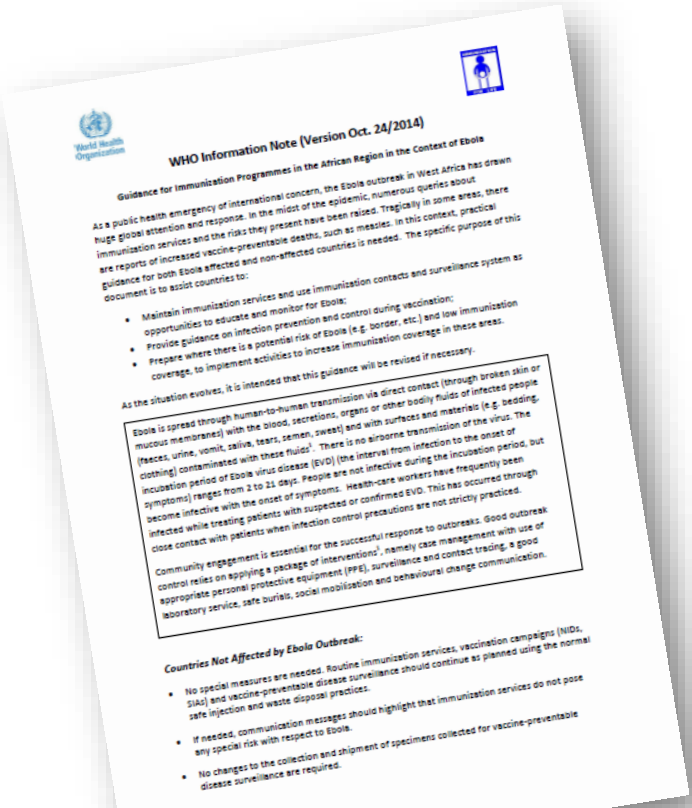 World Health
Organization
WHO Information Note (Version Oct. 24/2014)
Guidance for Immunization Programmes in the African Region in the Context of Ebola
As a public health emergency of international concern, the Ebola outbreak in West Africa has drawn
huge global attention and response. In the midst of the epidemic, numerous queries about
immunisation services and the risks they present have been raised. Tragically in some areas, there
are reports of increased vaccine-preventable deaths, such as measles. In this context, practical
guidance for both Ebola affected and non-affected countries is needed. The specific purpose of this
document is to assist countries to:
• Maintain immunization services and use immunization contacts and surveillance system as
opportunities to educate and monitor for Ebola;
• Provide guidance on infection prevention and control during vaccination;
• Prepare where there is a potential risk of Ebola (e.g. border, etc.) and low immunization
coverage, to implement activities to increase immunization coverage in these areas.
As the situation evolves, it is intended that this guidance will be revised if necessary.
Ebola is spread through human-to-human transmission via direct contact (through broken skin or
mucous membranes) with the blood, secretions, organs or other bodily fluids of infected people
(faeces, urine, vomit, saliva, tears, semen, sweat) and with surfaces and materials (e.g. bedding,
clothing) contaminated with these fluids¹. There is no airborne transmission of the virus. The
incubation period of Ebola virus disease (EVD) (the interval from infection to the onset of
symptoms) ranges from 2 to 21 days. People are not infective during the incubation period, but
become infective with the onset of symptoms. Health-care workers have frequently been
infected while treating patients with suspected or confirmed EVD. This has occurred through
close contact with patients when infection control precautions are not strictly practiced.
Community engagement is essential for the successful response to outbreaks. Good outbreak
control relies on applying a package of interventions¹, namely case management with use of
appropriate personal protective equipment (PPE), surveillance and contact tracing, a good
laboratory service, safe burials, social mobilisation and behavioural change communication.
Countries Not Affected by Ebola Outbreak:
• No special measures are needed. Routine immunization services, vaccination campaigns (NIDs,
SIAs) and vaccine-preventable disease surveillance should continue as planned using the normal
safe injection and waste disposal practices.
• If needed, communication messages should highlight that immunization services do not pose
any special risk with respect to Ebola.
• No changes to the collection and shipment of specimens collected for vaccine-preventable
disease surveillance are required.